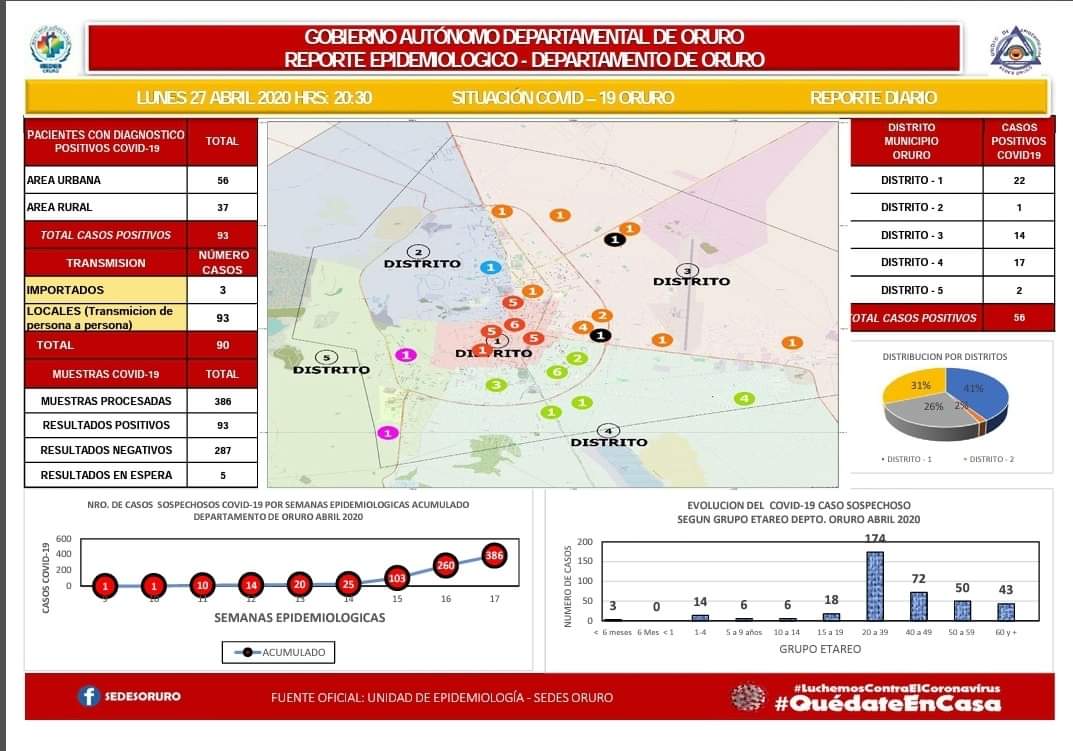 GOBIERNO AUTÓNOMO DEPARTAMENTAL DE ORURO
REPORTE EPIDEMIOLOGICO - DEPARTAMENTO DE ORURO
LUNES 27 ABRIL 2020 HRS: 20:30 SITUACIÓN COVID – 19 ORURO REPORTE DIARIO
PACIENTES CON DIAGNOSTICO POSITIVOS COVID-19 TOTAL
AREA URBANA 56
AREA RURAL 37
TOTAL CASOS POSITIVOS 93
TRANSMISION NÚMERO CASOS
IMPORTADOS 3
LOCALES (Transmicion de persona a persona) 93
TOTAL 90
MUESTRAS COVID-19 TOTAL
MUESTRAS PROCESADAS 386
RESULTADOS POSITIVOS 93
RESULTADOS NEGATIVOS 287
RESULTADOS EN ESPERA 5
1 1 1
1
2
DISTRITO
1
3
DISTRITO
1
5
2
6
4
5 5 1
1
DISTRITO
1
1
1
5
DISTRITO
1
2
6
3
4
1
1
1
4
DISTRITO
DISTRITO MUNICIPIO ORURO CASOS POSITIVOS COVID19
DISTRITO - 1 22
DISTRITO - 2 1
DISTRITO - 3 14
DISTRITO - 4 17
DISTRITO - 5 2
OTAL CASOS POSITIVOS 56
DISTRIBUCION POR DISTRITOS
31% 41%
26% 2%
DISTRITO - 1 DISTRITO - 2
NRO. DE CASOS SOSPECHOSOS COVID-19 POR SEMANAS EPIDEMIOLOGICAS ACUMULADO
DEPARTAMENTO DE ORURO ABRIL 2020
CASOS COVID-19
600
400
200
0
1 1 10 14 20 25 103 260 386
9 10 11 12 13 14 15 16 17
SEMANAS EPIDEMIOLOGICAS
ACUMULADO
EVOLUCION DEL COVID-19 CASO SOSPECHOSO
SEGUN GRUPO ETAREO DEPTO. ORURO ABRIL 2020
NUMERO DE CASOS
200
150
100
50
0
3 0 14 6 6 18 174 72 50 43
< 6 meses 6 Mes < 1 1-4 5 a 9 años 10 a 14 15 a 19 20 a 39 40 a 49 50 a 59 60 y +
GRUPO ETAREO
SEDESORURO
FUENTE OFICIAL: UNIDAD DE EPIDEMIOLOGÍA - SEDES ORURO
#LuchemosContraElCoronavirus
#QuédateEnCasa